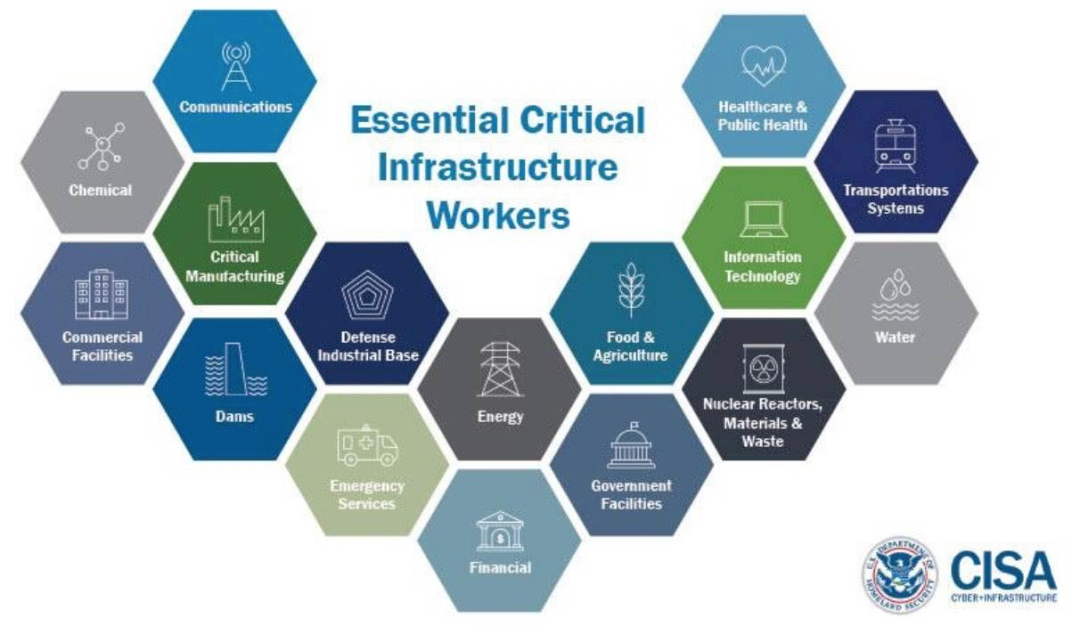 Essential Critical
Infrastructure
Workers
Communications
Chemical
Critical
Manufacturing
Commercial
Facilities
Dams
Defense
Industrial Base
Emergency
Services
Energy
Financial
Food &
Agriculture
Government
Facilities
Healthcare &
Public Health
Information
Technology
Nuclear Reactors,
Materials &
Waste
Transportations
Systems
Water
$
U.S. DEPARTMENT OF
HOMELAND SECURITY
CISA
CYBER+INFRASTRUCTURE